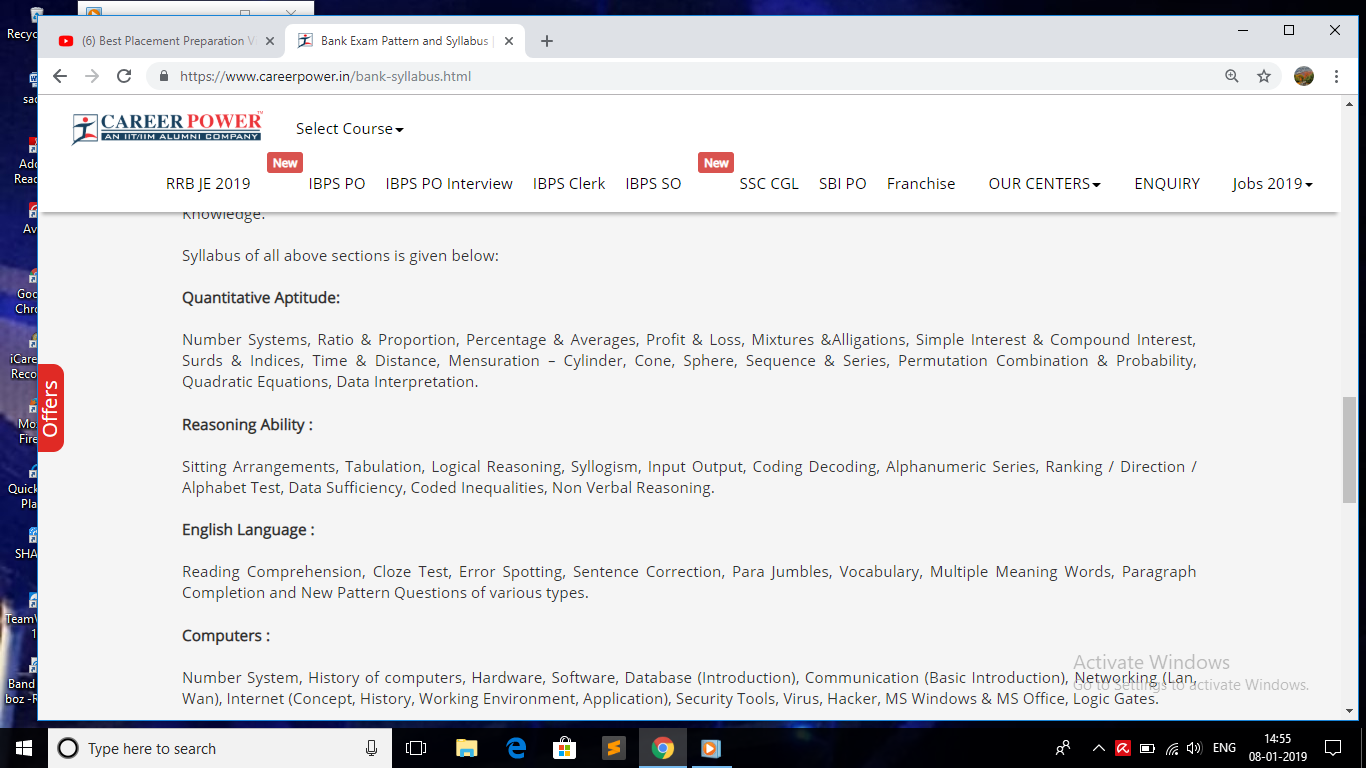 Recyc
(6) Best Placement Preparation V
Bank Exam Pattern and Syllabus |
https://www.careerpower.in/bank-syllabus.html
CAREER POWER
AN IIT/IIM ALUMNI COMPANY
Select Course
New
New
RRB JE 2019 IBPS PO IBPS PO Interview IBPS Clerk IBPS SO SSC CGL SBI PO Franchise OUR CENTERS ENQUIRY Jobs 2019
Knowledge.
Syllabus of all above sections is given below:
Quantitative Aptitude:
Number Systems, Ratio & Proportion, Percentage & Averages, Profit & Loss, Mixtures &Alligations, Simple Interest & Compound Interest,
Surds & Indices, Time & Distance, Mensuration – Cylinder, Cone, Sphere, Sequence & Series, Permutation Combination & Probability,
Quadratic Equations, Data Interpretation.
Reasoning Ability :
Sitting Arrangements, Tabulation, Logical Reasoning, Syllogism, Input Output, Coding Decoding, Alphanumeric Series, Ranking / Direction /
Alphabet Test, Data Sufficiency, Coded Inequalities, Non Verbal Reasoning.
English Language :
Reading Comprehension, Cloze Test, Error Spotting, Sentence Correction, Para Jumbles, Vocabulary, Multiple Meaning Words, Paragraph
Completion and New Pattern Questions of various types.
Computers :
Number System, History of computers, Hardware, Software, Database (Introduction), Communication (Basic Introduction), Networking (Lan,
Wan), Internet (Concept, History, Working Environment, Application), Security Tools, Virus, Hacker, MS Windows & MS Office, Logic Gates.
Offers
sac
Ado
Read
Av
Goo
Chr
iCare
Reco
Mo
Fire
Quick
Pla
SHA
TeamV
1
Band
boz -R
Activate Windows
Go to Settings to activate Windows.
Type here to search
ENG
14:55
08-01-2019